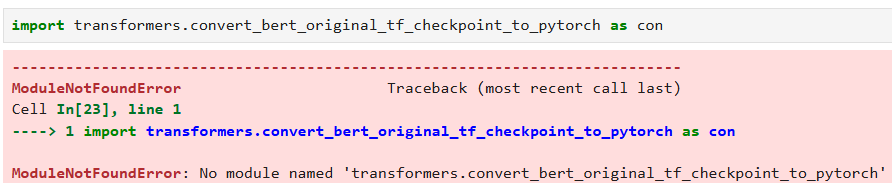 import transformers.convert_bert_original_tf_checkpoint_to_pytorch as con
---------------------------------------------------------------------------
ModuleNotFoundError                       Traceback (most recent call last)
Cell In[23], line 1
----> 1 import transformers.convert_bert_original_tf_checkpoint_to_pytorch as con
ModuleNotFoundError: No module named 'transformers.convert_bert_original_tf_checkpoint_to_pytorch'